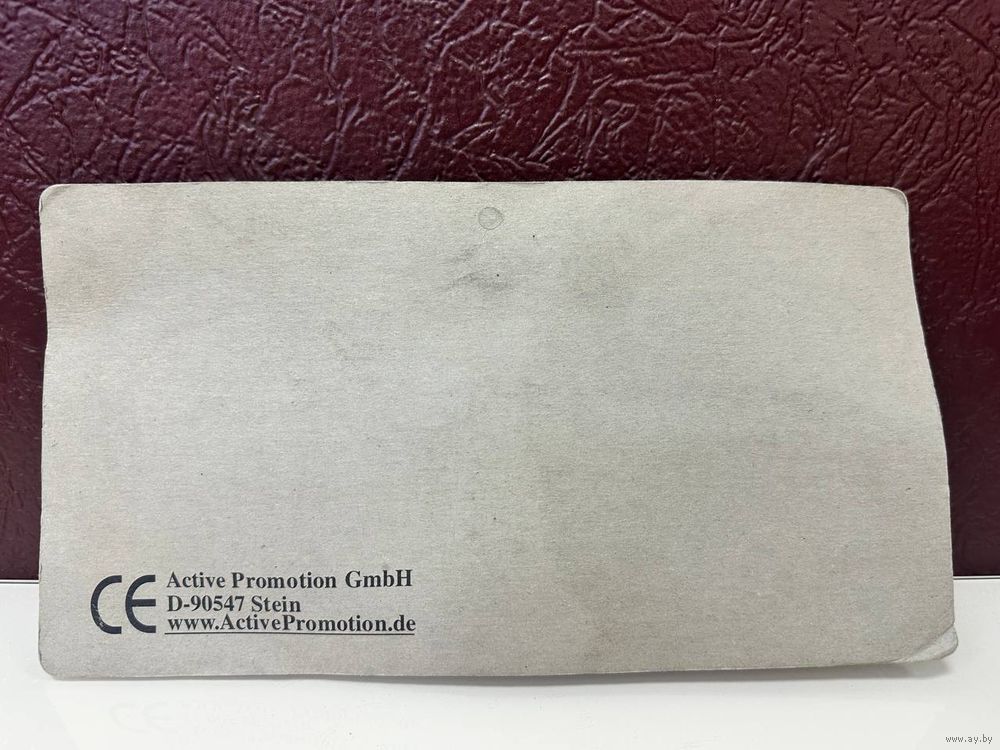 CE
Active Promotion GmbH
D-90547 Stein
www.ActivePromotion.de
www.ay.by